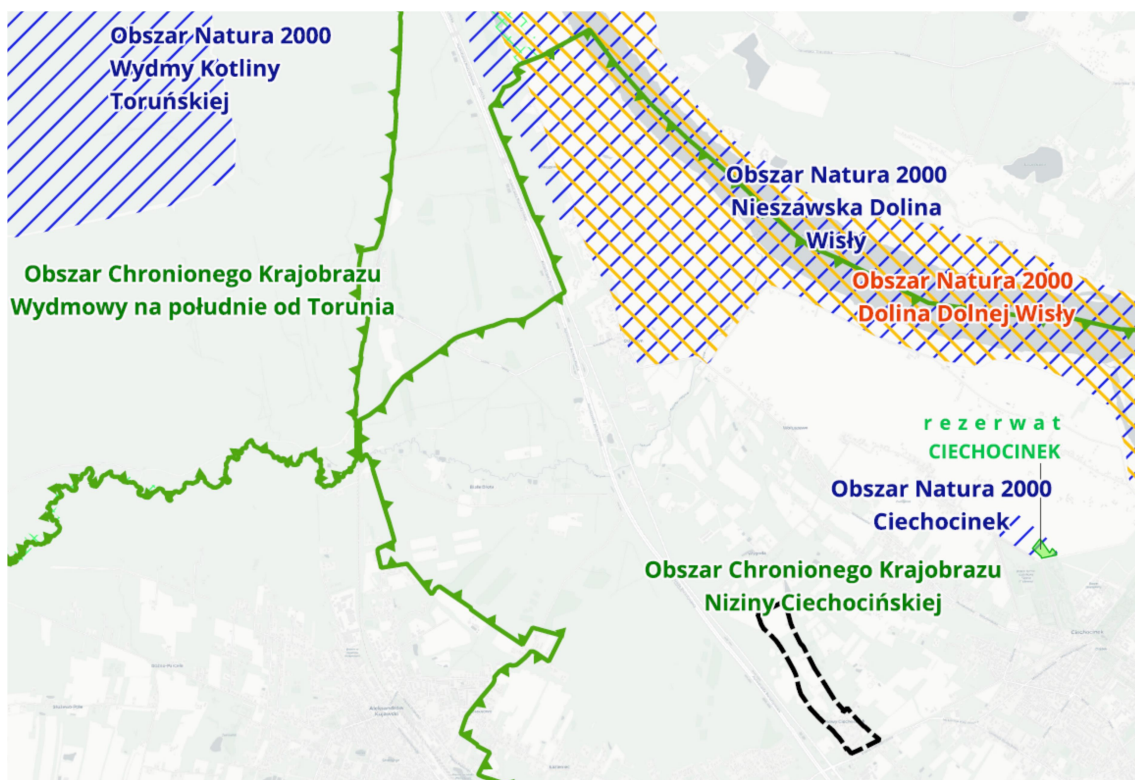 Obszar Natura 2000
Wydmy Kotliny
Toruńskiej
Obszar Natura 2000
Nieszawska Dolina
Wisły
Obszar Chronionego Krajobrazu
Wydmowy na południe od Torunia
Obszar Natura 2000
Dolina Dolnej Wisły
rezerwat
CIECHOCINEK
Obszar Natura 2000
Ciechocinek
Obszar Chronionego Krajobrazu
Niziny Ciechocińskiej